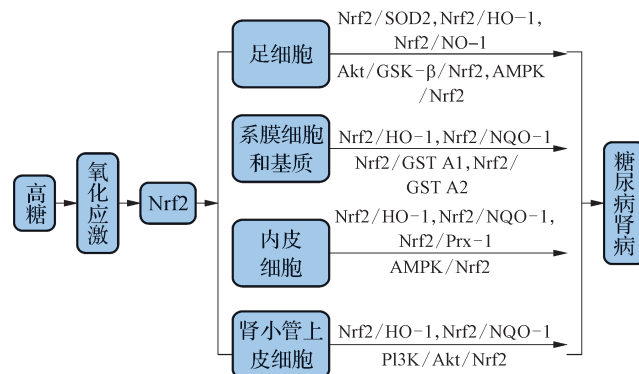 高糖
氧化应激
Nrf2
足细胞
Nrf2/SOD2, Nrf2/HO-1,
Nrf2/NO-1
Akt/GSK-β/Nrf2, AMPK
/Nrf2
系膜细胞
和基质
Nrf2/HO-1, Nrf2/NQO-1
Nrf2/GST A1, Nrf2/
GST A2
内皮
细胞
Nrf2/HO-1, Nrf2/NQO-1,
Nrf2/Prx-1
AMPK/Nrf2
肾小管上
皮细胞
Nrf2/HO-1, Nrf2/NQO-1
Pl3K/Akt/Nrf2
糖尿病肾病